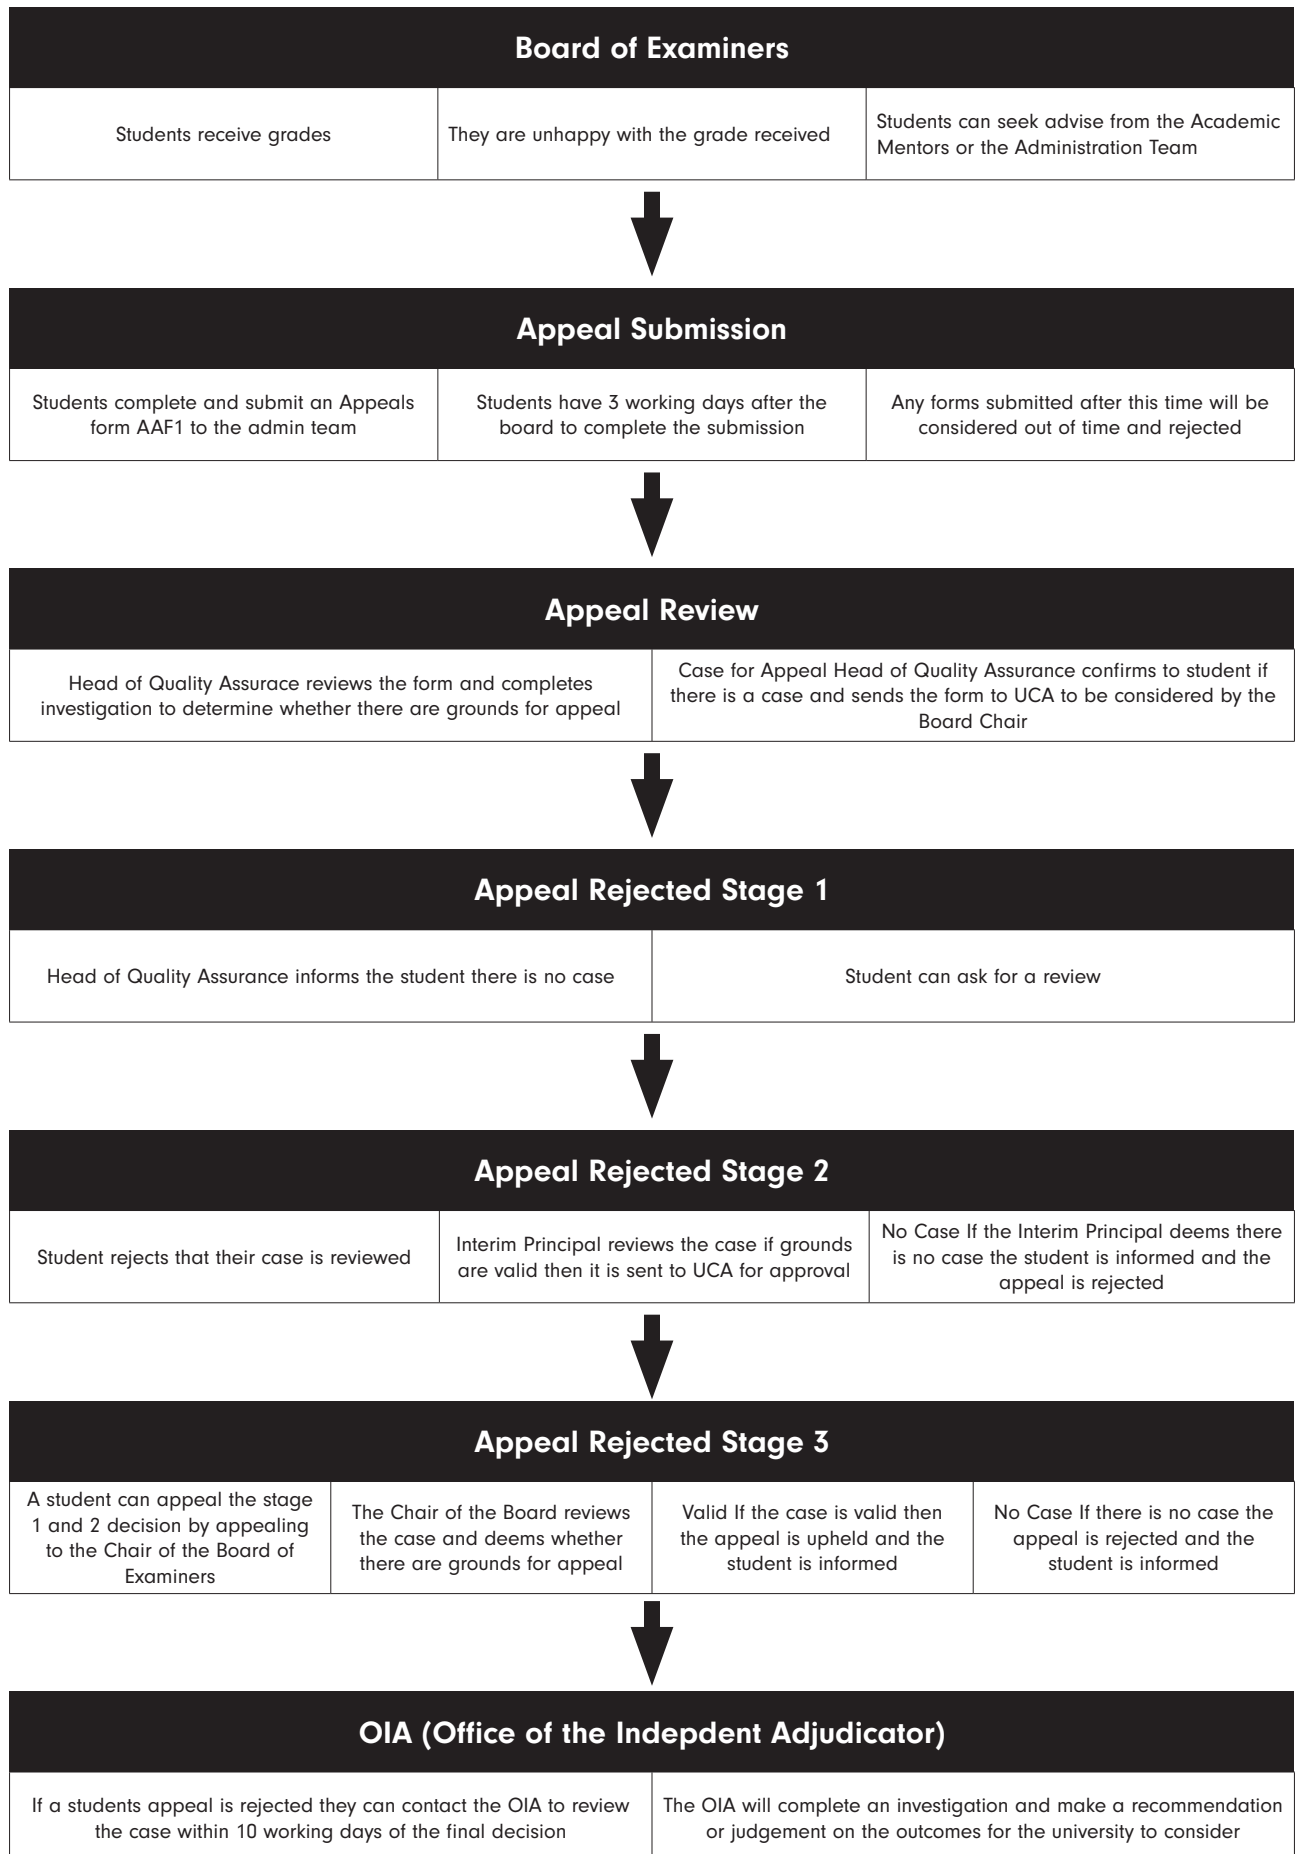 Board of Examiners
Students receive grades
They are unhappy with the grade received
Students can seek advise from the Academic
Mentors or the Administration Team
Appeal Submission
Students complete and submit an Appeals
form AAF1 to the admin team
Students have 3 working days after the
board to complete the submission
Any forms submitted after this time will be
considered out of time and rejected
Appeal Review
Head of Quality Assurace reviews the form and completes
investigation to determine whether there are grounds for appeal
Case for Appeal Head of Quality Assurance confirms to student if
there is a case and sends the form to UCA to be considered by the
Board Chair
Appeal Rejected Stage 1
Head of Quality Assurance informs the student there is no case
Student can ask for a review
Appeal Rejected Stage 2
Student rejects that their case is reviewed
Interim Principal reviews the case if grounds
are valid then it is sent to UCA for approval
No Case If the Interim Principal deems there
is no case the student is informed and the
appeal is rejected
Appeal Rejected Stage 3
A student can appeal the stage
1 and 2 decision by appealing
to the Chair of the Board of
Examiners
The Chair of the Board reviews
the case and deems whether
there are grounds for appeal
Valid If the case is valid then
the appeal is upheld and the
student is informed
No Case If there is no case the
appeal is rejected and the
student is informed
OIA (Office of the Indepdent Adjudicator)
If a students appeal is rejected they can contact the OIA to review
the case within 10 working days of the final decision
The OIA will complete an investigation and make a recommendation
or judgement on the outcomes for the university to consider